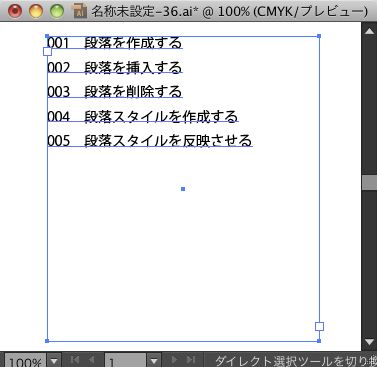 名称未設定-36.ai* @ 100% (CMYK/プレビュー)
001 段落を作成する
002 段落を挿入する
003 段落を削除する
004 段落スタイルを作成する
005 段落スタイルを反映させる
100% 1 ダイレクト選択ツールを切り換